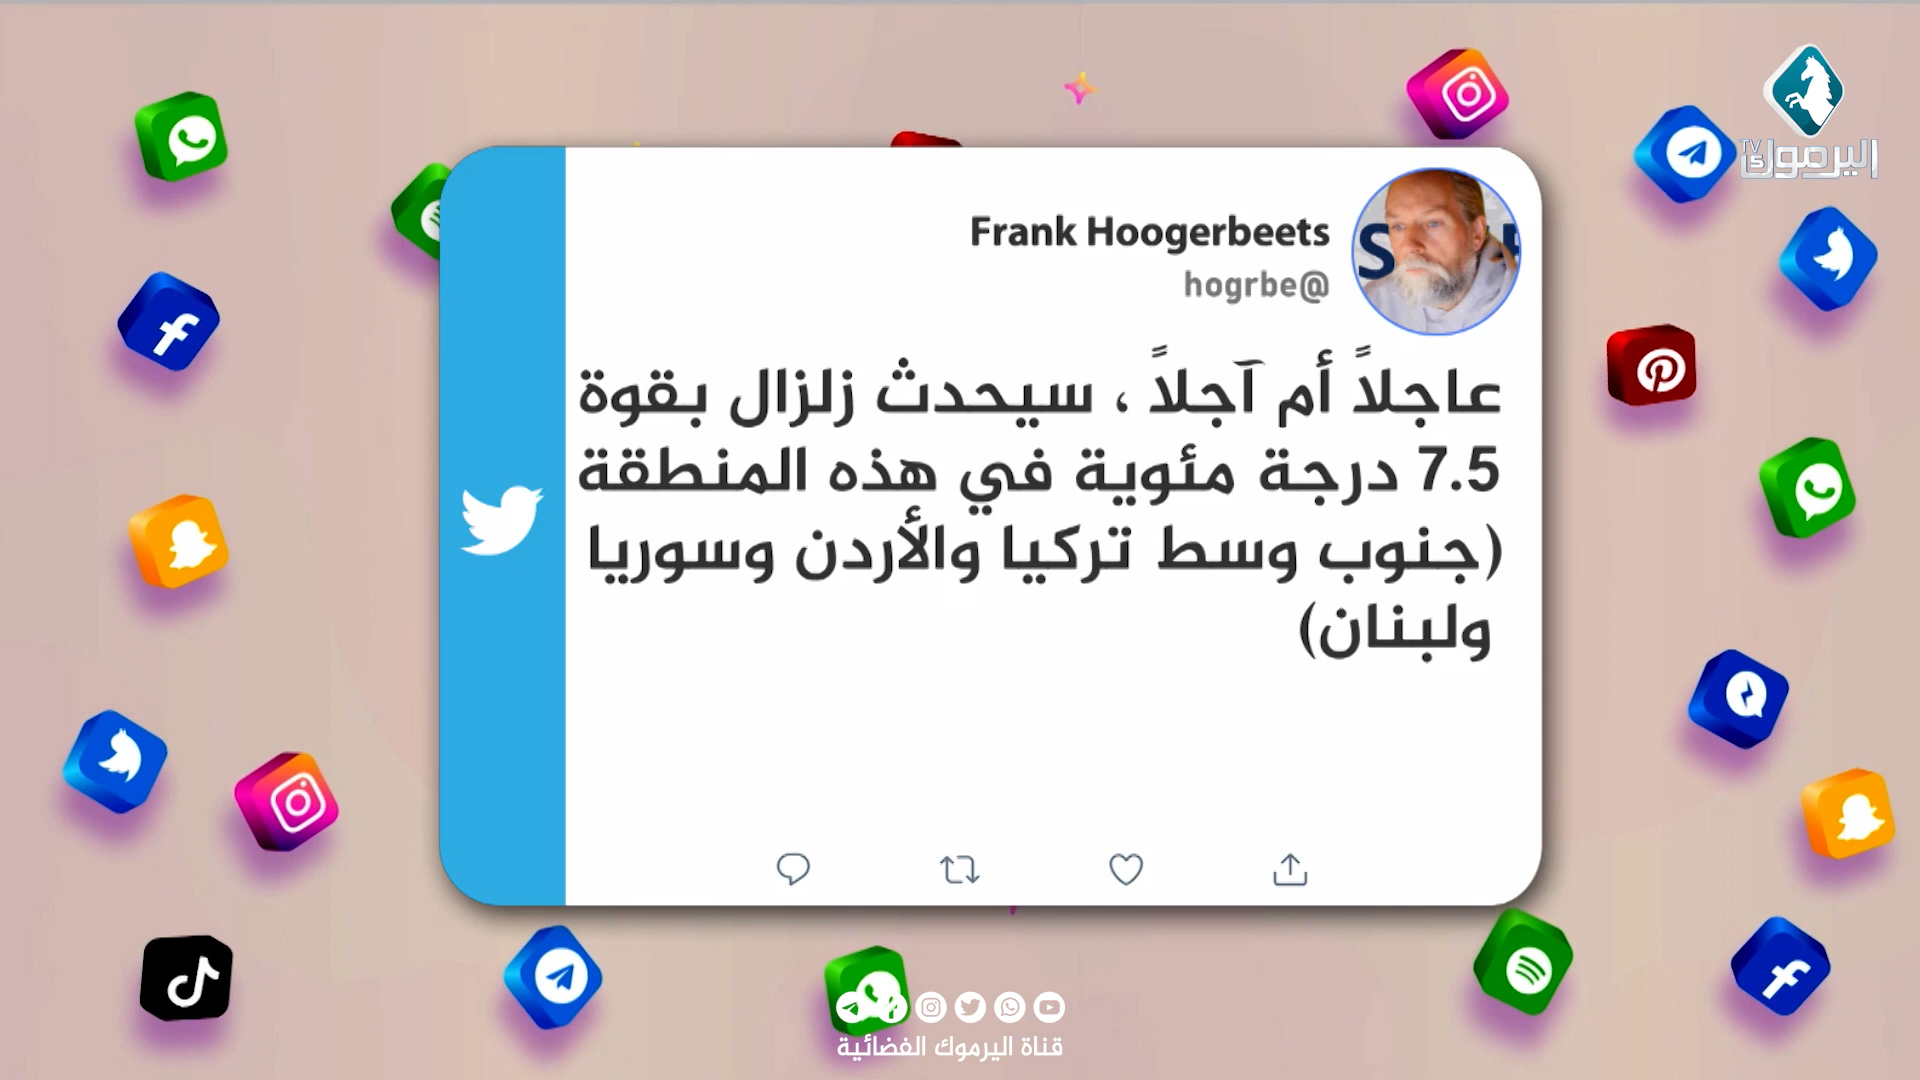 اليرموك
TV
Frank Hoogerbeets
hogrbe@
عاجلاً أم آجلاً ، سيحدث زلزال بقوة
7.5 درجة مئوية في هذه المنطقة
(جنوب وسط تركيا والأردن وسوريا
ولبنان)
قناة اليرموك الفضائية